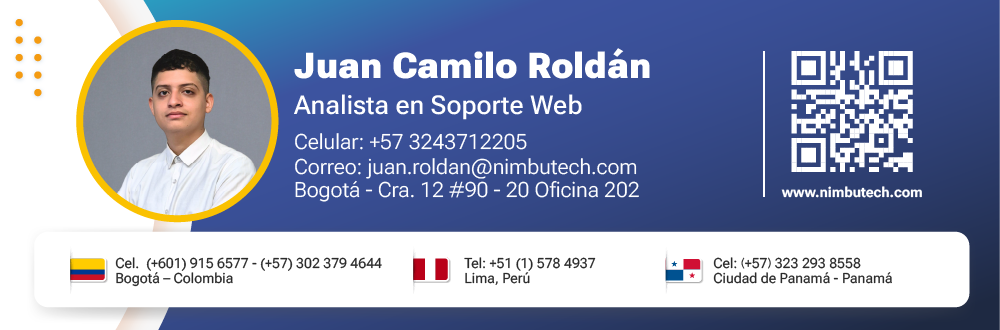 Juan Camilo Roldán
Analista en Soporte Web
Celular: +57 3243712205
Correo: juan.roldan@nimbutech.com
Bogotá - Cra. 12 #90 - 20 Oficina 202
www.nimbutech.com
Cel. (+601) 915 6577 - (+57) 302 379 4644
Bogotá – Colombia
Tel: +51 (1) 578 4937
Lima, Perú
Cel: (+57) 323 293 8558
Ciudad de Panamá - Panamá